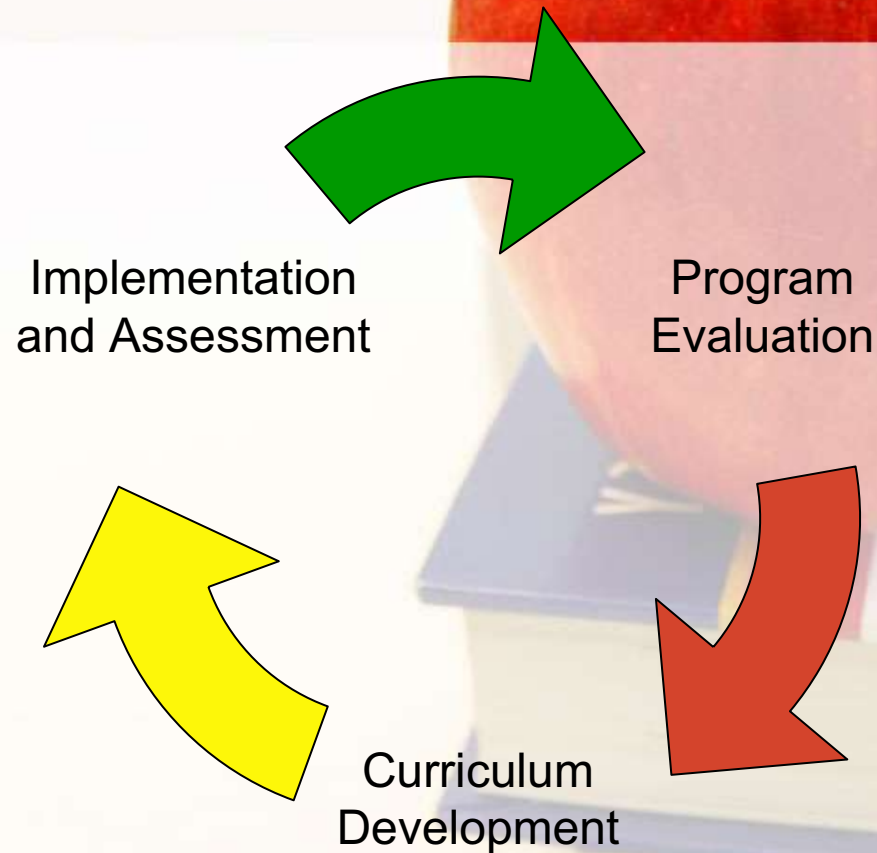 Implementation
and Assessment
Program
Evaluation
Curriculum
Development